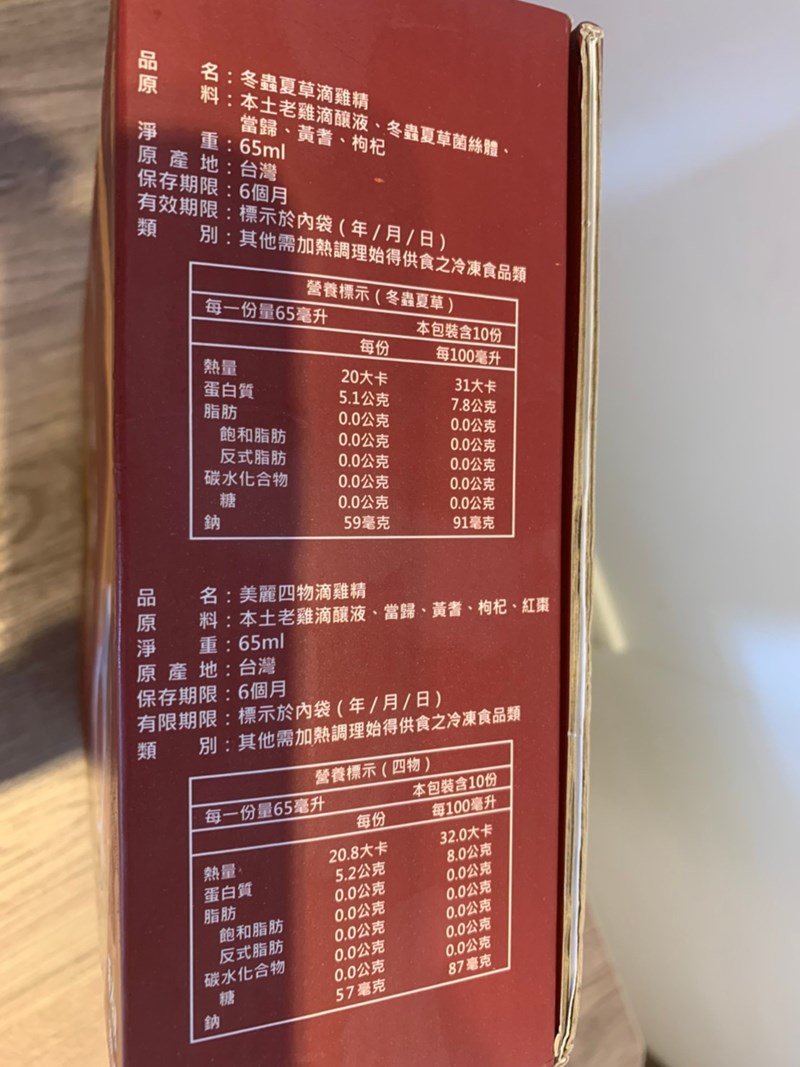 品　　名：冬蟲夏草滴雞精
原　　料：本土老雞滴釀液、冬蟲夏草菌絲體、
當歸、黃耆、枸杞
淨　　重：65ml
原 產 地：台灣
保存期限：6個月
有效期限：標示於內袋（年/月/日）
類　　別：其他需加熱調理始得供食之冷凍食品類
營養標示（冬蟲夏草）
每一份量65毫升
本包裝含10份
每份 每100毫升
熱量 20大卡 31大卡
蛋白質 5.1公克 7.8公克
脂肪 0.0公克 0.0公克
飽和脂肪 0.0公克 0.0公克
反式脂肪 0.0公克 0.0公克
碳水化合物 0.0公克 0.0公克
糖 0.0公克 0.0公克
鈉 59毫克 91毫克
品　　名：美麗四物滴雞精
原　　料：本土老雞滴釀液、當歸、黃耆、枸杞、紅棗
淨　　重：65ml
原 產 地：台灣
保存期限：6個月
有限期限：標示於內袋（年/月/日）
類　　別：其他需加熱調理始得供食之冷凍食品類
營養標示（四物）
每一份量65毫升 本包裝含10份
每份 每100毫升
熱量 20.8大卡 32.0大卡
蛋白質 5.2公克 8.0公克
脂肪 0.0公克 0.0公克
飽和脂肪 0.0公克 0.0公克
反式脂肪 0.0公克 0.0公克
碳水化合物 0.0公克 0.0公克
糖 0.0公克 0.0公克
鈉 57毫克 87毫克